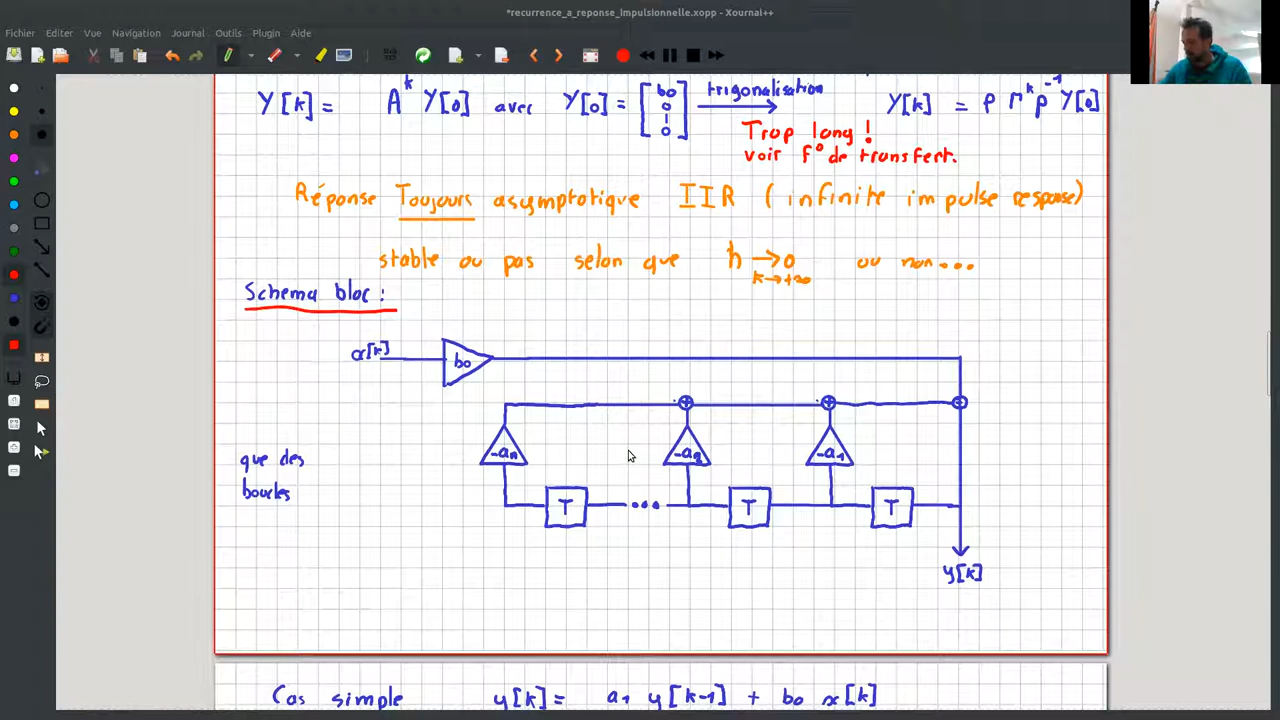 *recurrence_a_reponse_impulsionnelle.xopp - Xournal++
Fichier Editer Vue Navigation Journal Outils Plugin Aide
Y[k] = A^k Y[0] avec Y[0] = [b0 0 | 0] trigonalisation Y[k] = P Γ^k P^-1 Y[0]
Trop long !
voir f° de transfert.
Réponse Toujours asymptotique IIR ( infinite impulse response)
stable ou pas selon que h → 0 ou non...
k→+∞
Schema bloc :
x[k] b0
+ + +
-an -a2 -a1
que des
boucles
T ... T T
y[k]
Cas simple y[k] = a1 y[k-1] + b0 x[k]